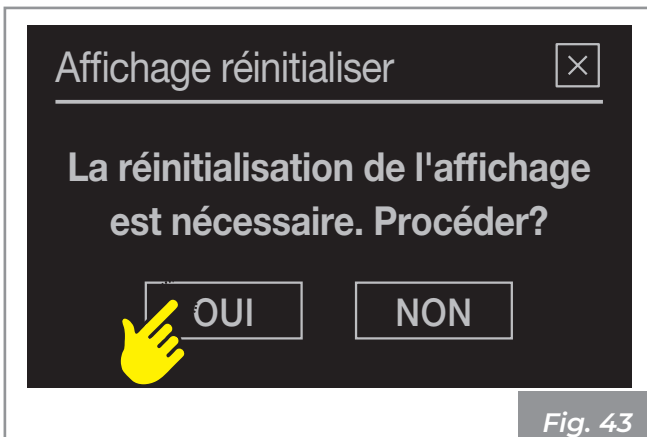 Affichage réinitialiser
La réinitialisation de l'affichage
est nécessaire. Procéder?
OUI NON
Fig. 43